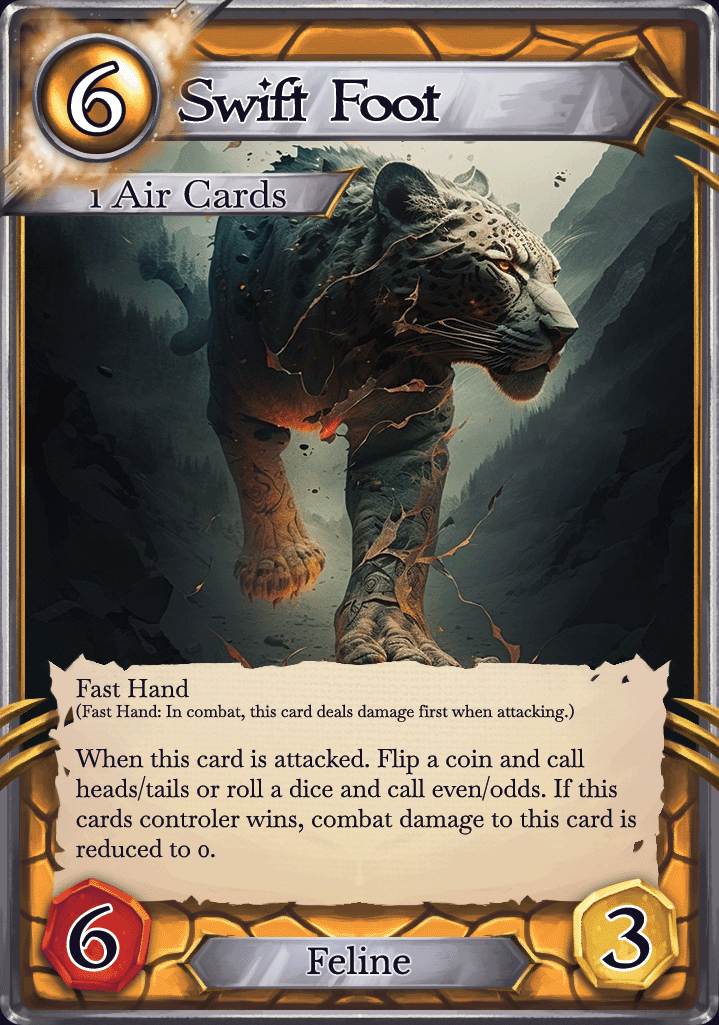 6
Swift Foot
1 Air Cards
Fast Hand
(Fast Hand: In combat, this card deals damage first when attacking.)
When this card is attacked. Flip a coin and call
heads/tails or roll a dice and call even/odds. If this
cards controler wins, combat damage to this card is
reduced to 0.
6
Feline
3